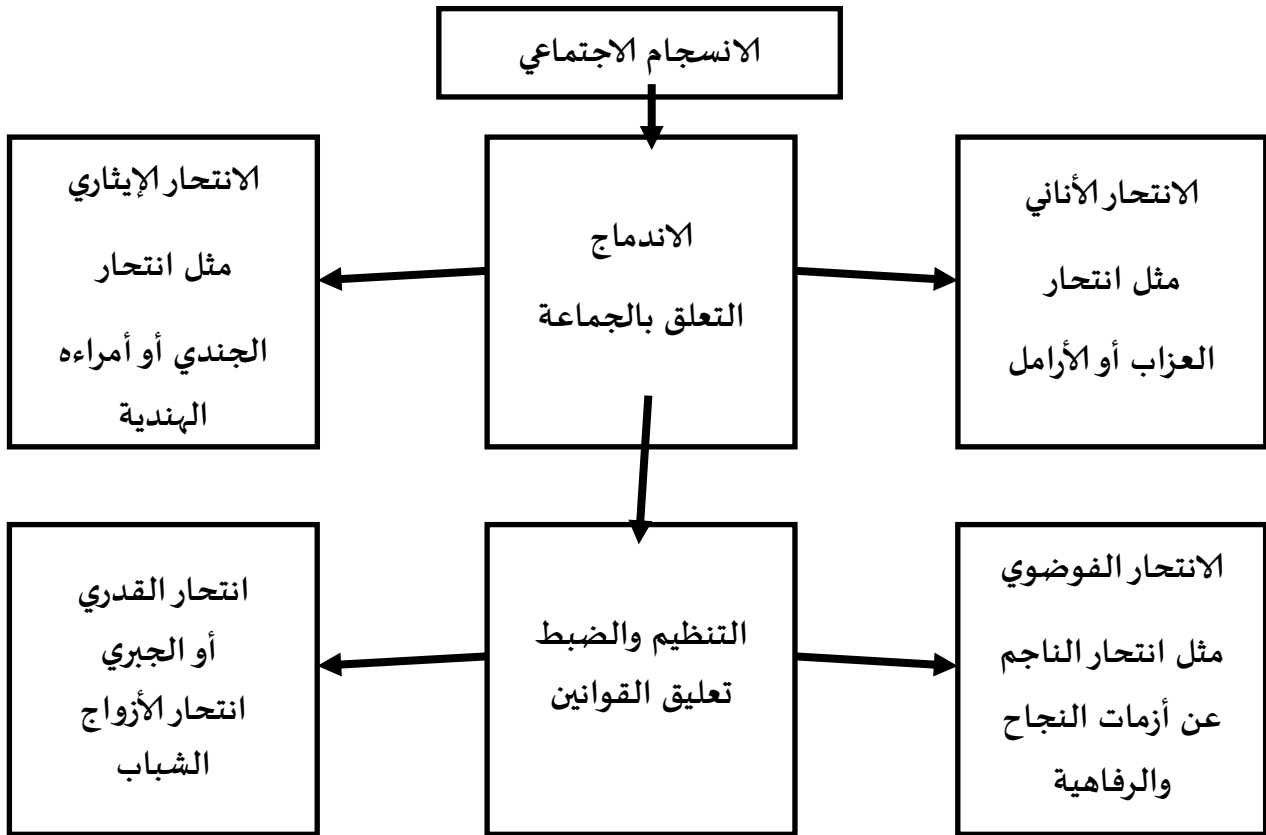 الانسجام الاجتماعي
الانتحار الأناني
مثل انتحار
العزاب أو الأرامل
الاندماج
التعلق بالجماعة
الانتحار الإيثاري
مثل انتحار
الجندي أو أمراءه
الهندية
الانتحار الفوضوي
مثل انتحار الناجم
عن أزمات النجاح
والرفاهية
التنظيم والضبط
تعليق القوانين
انتحار القدري
أو الجبري
انتحار الأزواج
الشباب